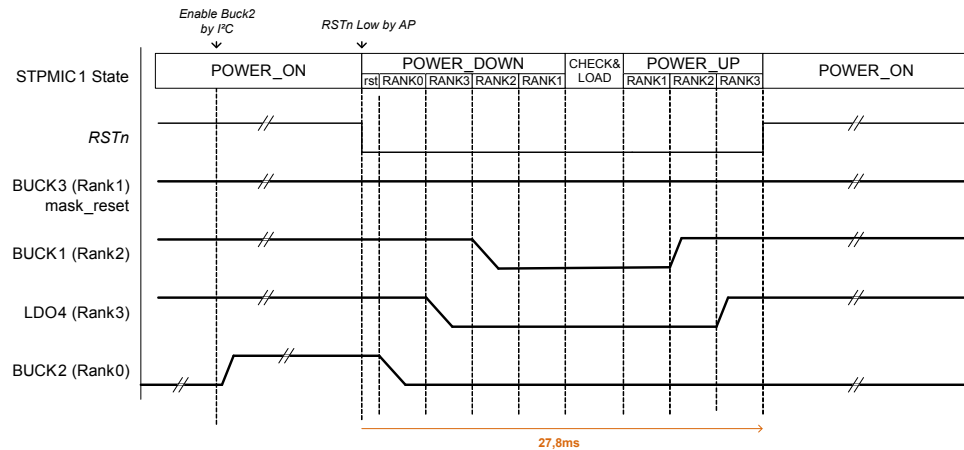 Enable Buck2
by I²C
RSTn Low by AP
STPMIC1 State
POWER_ON
POWER_DOWN
rst RANK0 RANK3 RANK2 RANK1
CHECK&
LOAD
POWER_UP
RANK1 RANK2 RANK3
POWER_ON
RSTn
BUCK3 (Rank1)
mask_reset
BUCK1 (Rank2)
LDO4 (Rank3)
BUCK2 (Rank0)
27,8ms